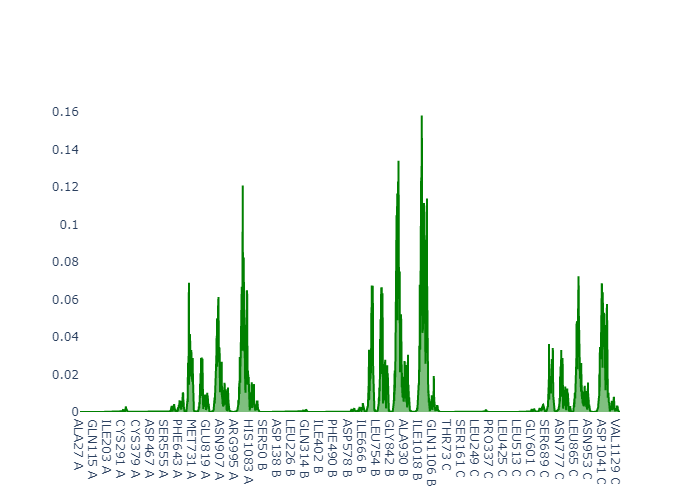 0.16
0.14
0.12
0.1
0.08
0.06
0.04
0.02
0
ALA27 A
GLN115 A
ILE203 A
CYS291 A
CYS379 A
ASP467 A
SER555 A
PHE643 A
MET731 A
GLU819 A
ASN907 A
ARG995 A
HIS1083 A
SER50 B
ASP138 B
LEU226 B
GLN314 B
ILE402 B
PHE490 B
ASP578 B
ILE666 B
LEU754 B
GLY842 B
ALA930 B
ILE1018 B
GLN1106 B
THR73 C
SER161 C
LEU249 C
PRO337 C
LEU425 C
LEU513 C
GLY601 C
SER689 C
ASN777 C
LEU865 C
ASN953 C
ASP1041 C
VAL1129 C